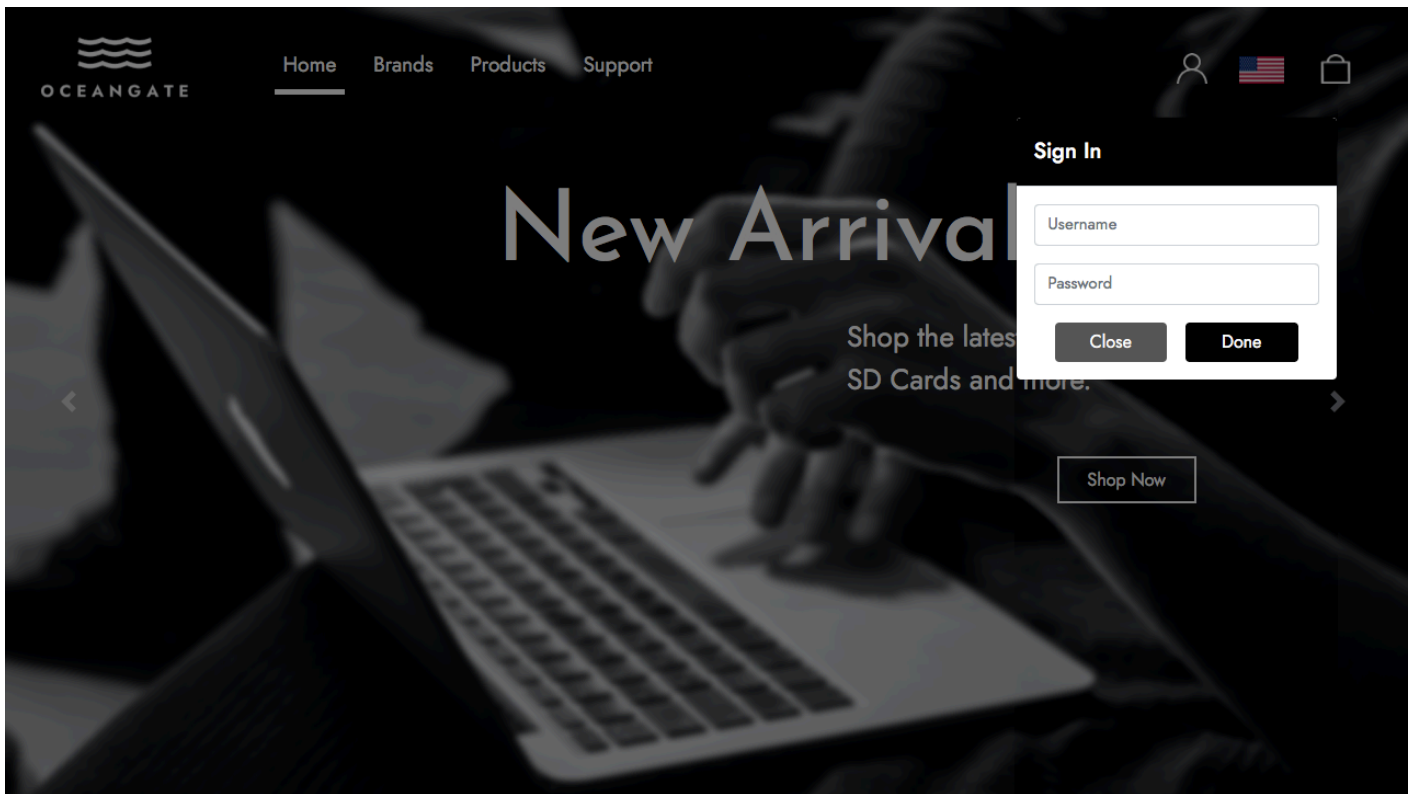 OCEANGATE
Home Brands Products Support
Sign In
New Arrival
Username
Password
Shop the lates
Close Done
SD Cards and more.
Shop Now